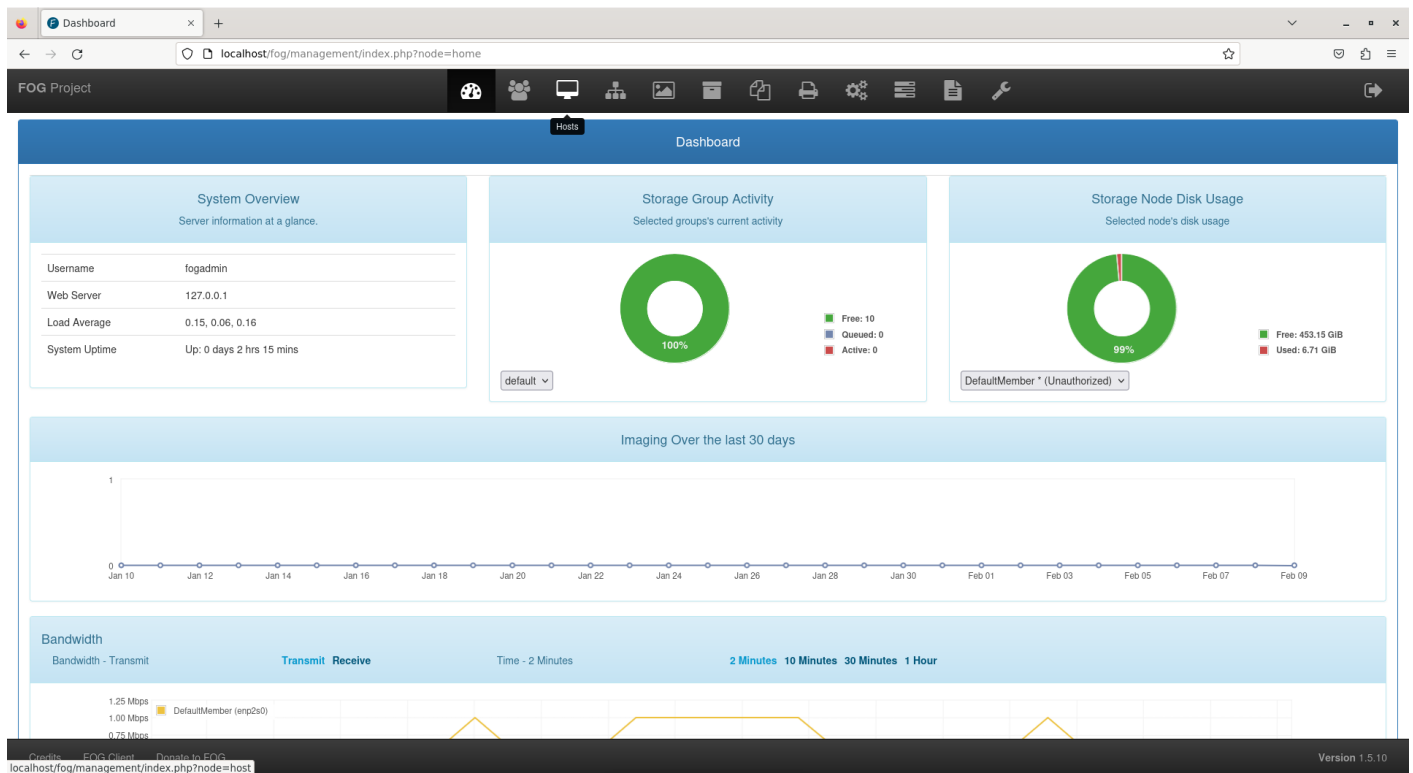 Dashboard
localhost/fog/management/index.php?node=home
FOG Project
Hosts
Dashboard
System Overview
Server information at a glance.
Username fogadmin
Web Server 127.0.0.1
Load Average 0.15, 0.06, 0.16
System Uptime Up: 0 days 2 hrs 15 mins
Storage Group Activity
Selected groups's current activity
100%
Free: 10
Queued: 0
Active: 0
default
Storage Node Disk Usage
Selected node's disk usage
99%
Free: 453.15 GiB
Used: 6.71 GiB
DefaultMember * (Unauthorized)
Imaging Over the last 30 days
1
0
Jan 10 Jan 12 Jan 14 Jan 16 Jan 18 Jan 20 Jan 22 Jan 24 Jan 26 Jan 28 Jan 30 Feb 01 Feb 03 Feb 05 Feb 07 Feb 09
Bandwidth
Bandwidth - Transmit Transmit Receive Time - 2 Minutes 2 Minutes 10 Minutes 30 Minutes 1 Hour
1.25 Mbps
DefaultMember (enp2s0)
1.00 Mbps
0.75 Mbps
Credits FOG Client Donate to FOG Version 1.5.10
localhost/fog/management/index.php?node=host